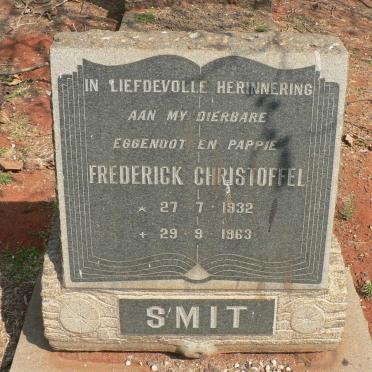 IN LIEFDEVOLLE HERINNERING
AAN MY DIERBARE
EGGENOOT EN PAPPIE
FREDERICK CHRISTOFFEL
* 27 · 7 · 1932
+ 29 · 9 · 1963
SMIT